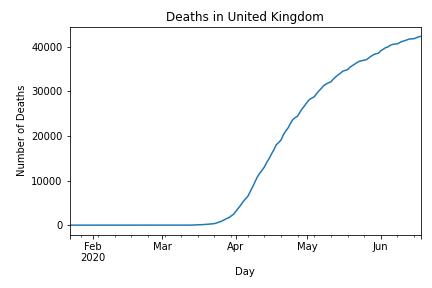 Deaths in United Kingdom
Number of Deaths
40000
30000
20000
10000
0
Feb Mar Apr May Jun
2020
Day